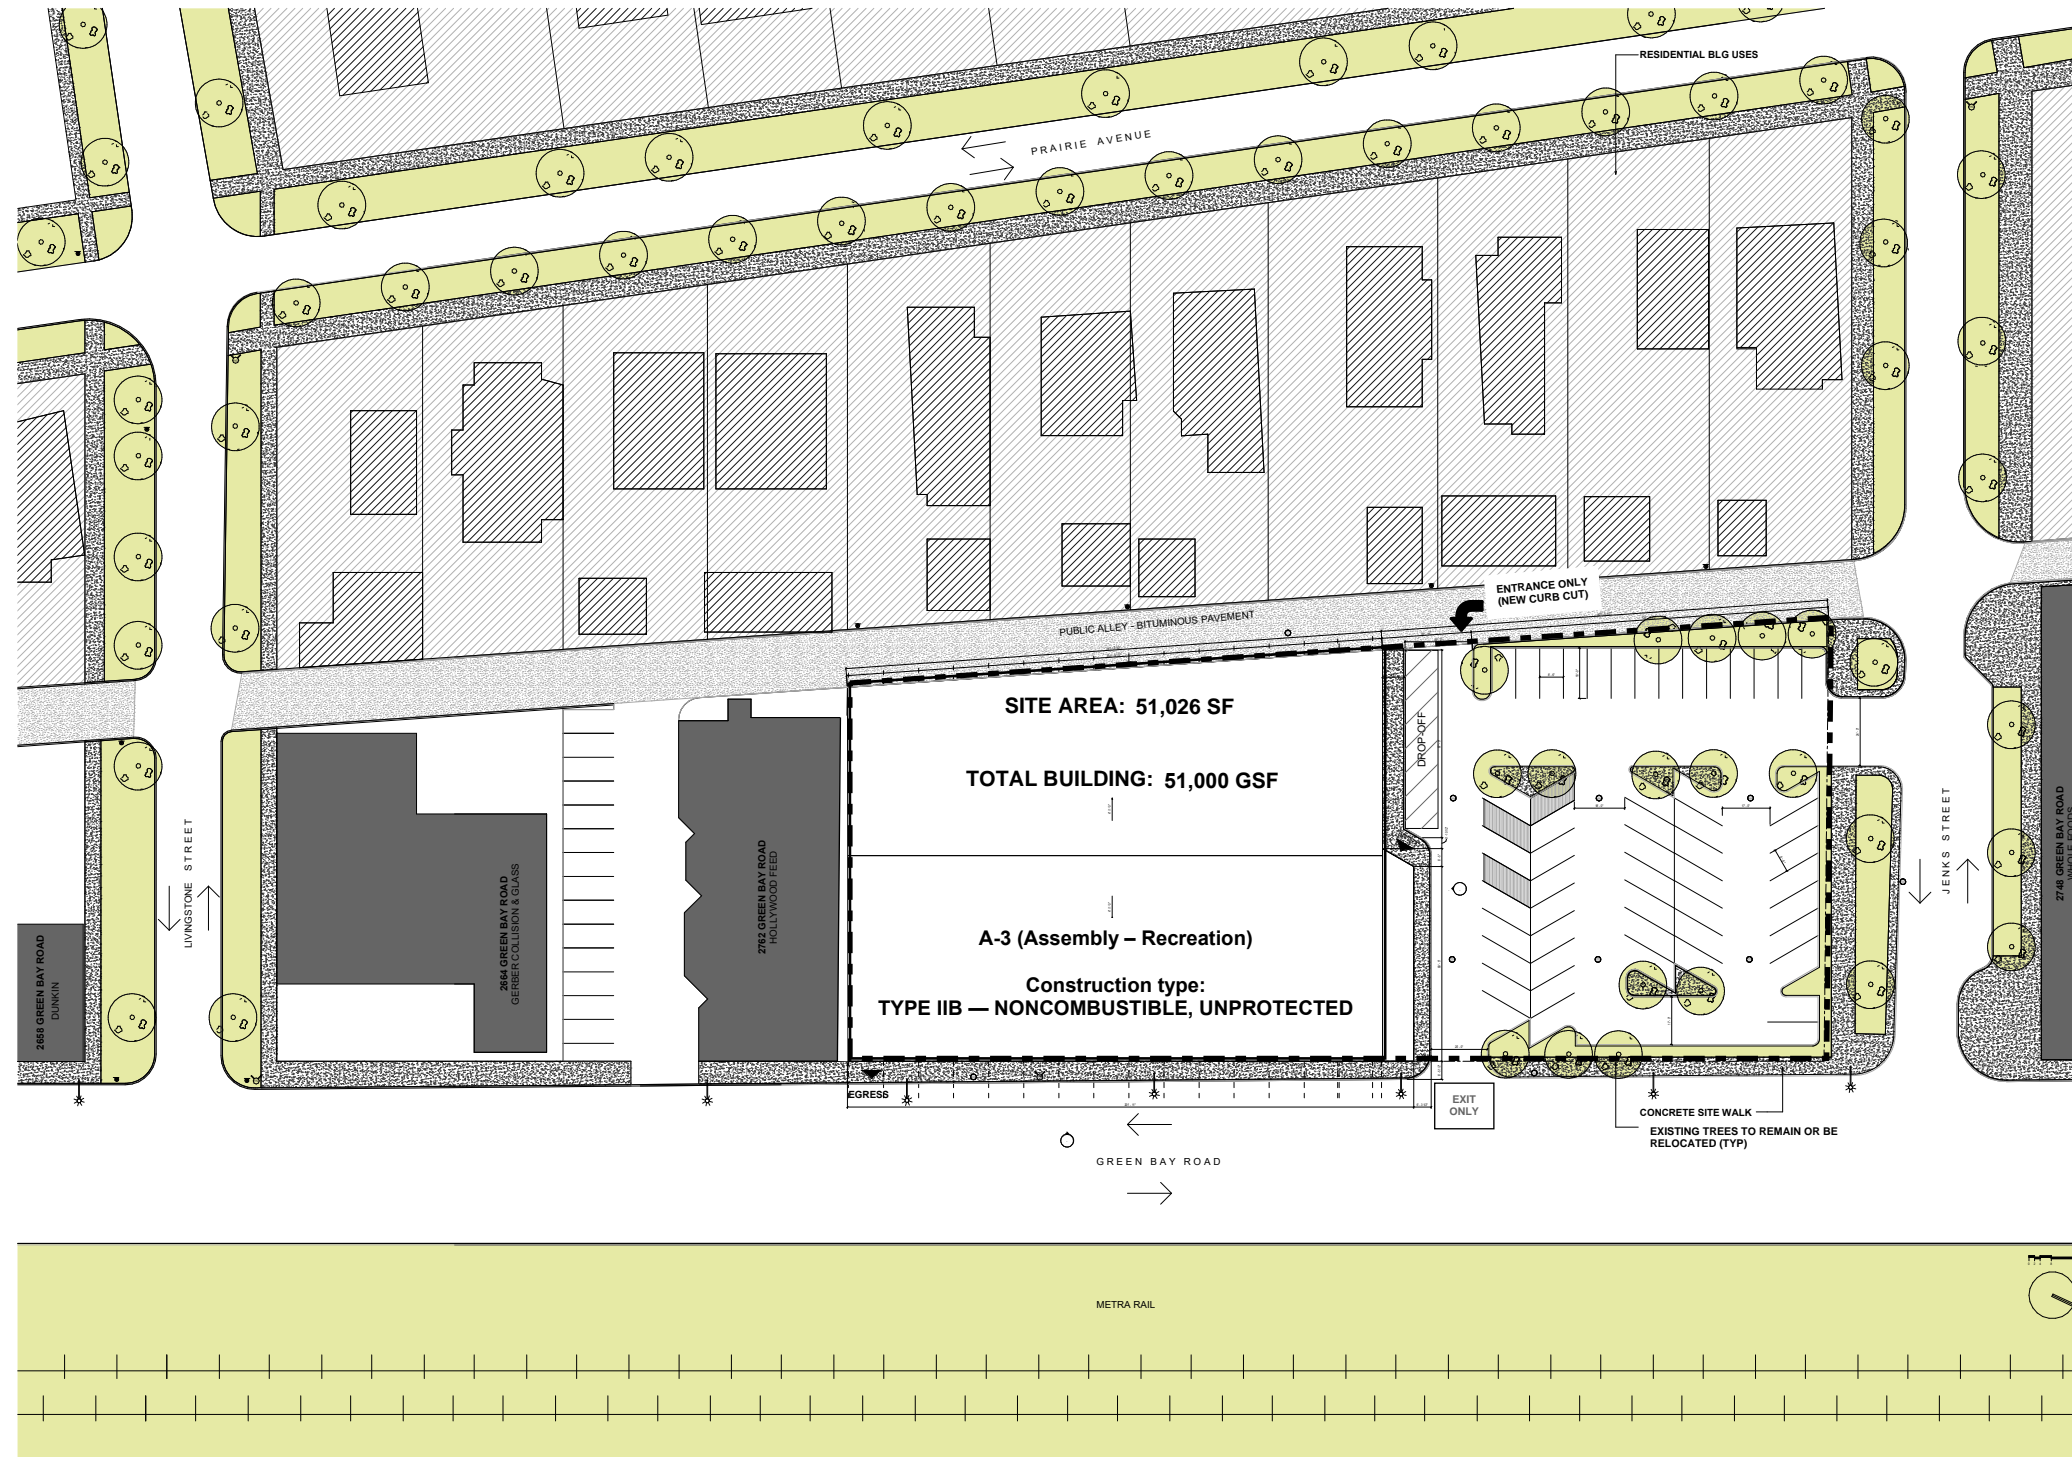 RESIDENTIAL BLG USES
PRAIRIE AVENUE
ENTRANCE ONLY
(NEW CURB CUT)
PUBLIC ALLEY - BITUMINOUS PAVEMENT
SITE AREA: 51,026 SF
TOTAL BUILDING: 51,000 GSF
DROP-OFF
A-3 (Assembly – Recreation)
Construction type:
TYPE IIB — NONCOMBUSTIBLE, UNPROTECTED
LIVINGSTONE STREET
2658 GREEN BAY ROAD
DUNKIN
2664 GREEN BAY ROAD
GERBER COLLISION & GLASS
2762 GREEN BAY ROAD
HOLLYWOOD FEED
JENKS STREET
2748 GREEN BAY ROAD
WHOLE FOODS
EGRESS
EXIT
ONLY
CONCRETE SITE WALK
EXISTING TREES TO REMAIN OR BE
RELOCATED (TYP)
GREEN BAY ROAD
METRA RAIL